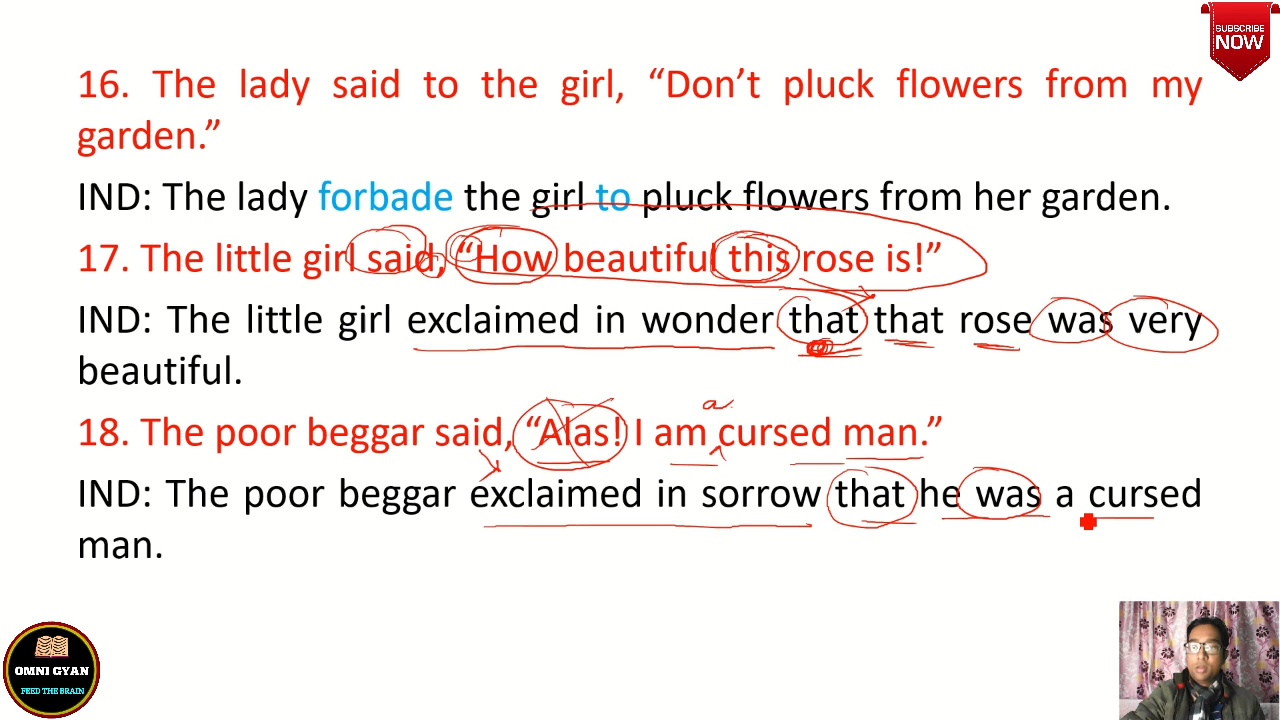 SUBSCRIBE
NOW
16. The lady said to the girl, “Don’t pluck flowers from my
garden.”
IND: The lady forbade the girl to pluck flowers from her garden.
17. The little girl said, “How beautiful this rose is!”
IND: The little girl exclaimed in wonder that that rose was very
beautiful.
a
18. The poor beggar said, “Alas! I am cursed man.”
IND: The poor beggar exclaimed in sorrow that he was a cursed
man.
OMNI GYAN
FEED THE BRAIN